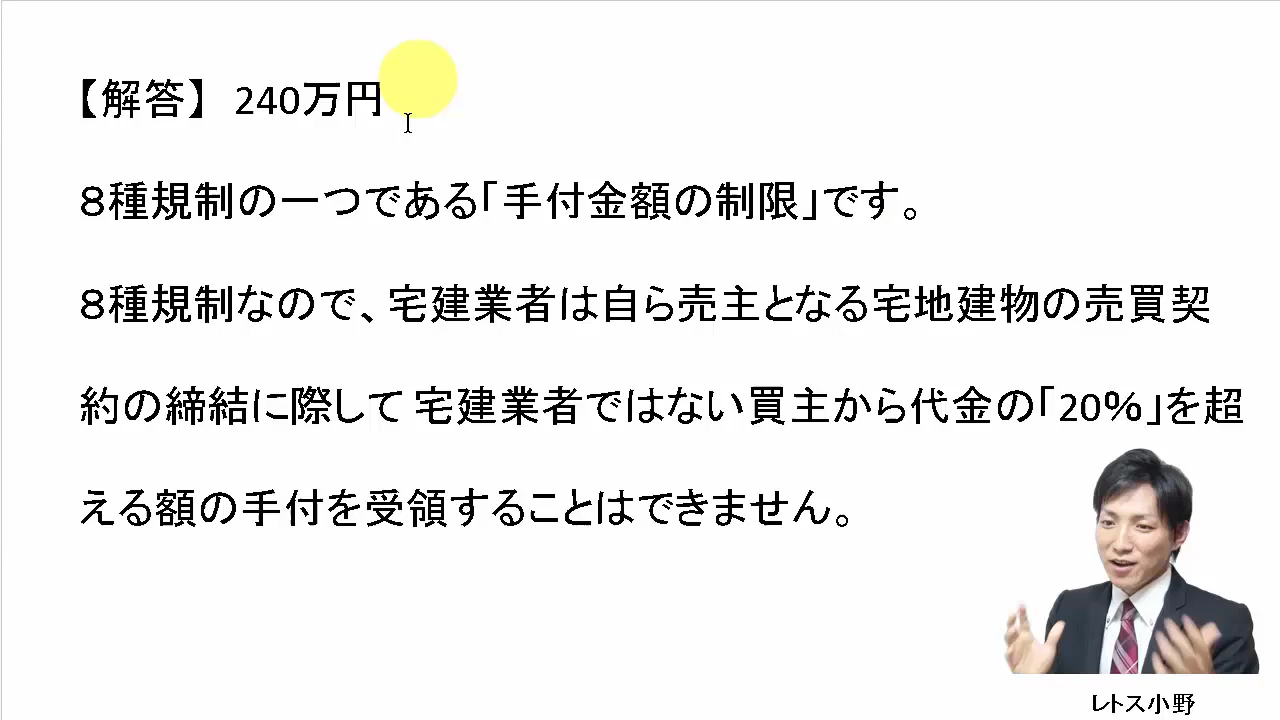 【解答】 240万円
８種規制の一つである「手付金額の制限」です。
８種規制なので、宅建業者は自ら売主となる宅地建物の売買契
約の締結に際して 宅建業者ではない買主から代金の「20%」を超
える額の手付を受領することはできません。
レトス小野